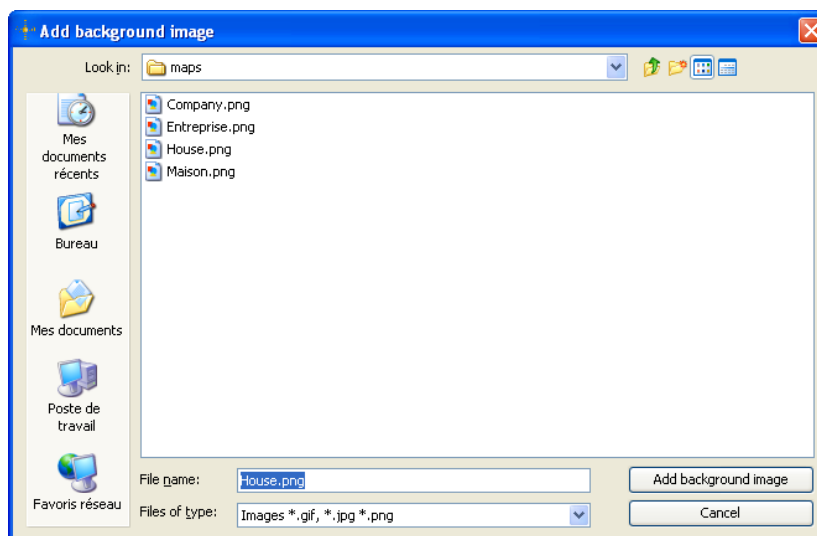 Add background image
Look in:
maps
Mes
documents
récents
Bureau
Mes documents
Poste de
travail
Favoris réseau
Company.png
Entreprise.png
House.png
Maison.png
File name:
House.png
Add background image
Files of type:
Images *.gif, *.jpg *.png
Cancel